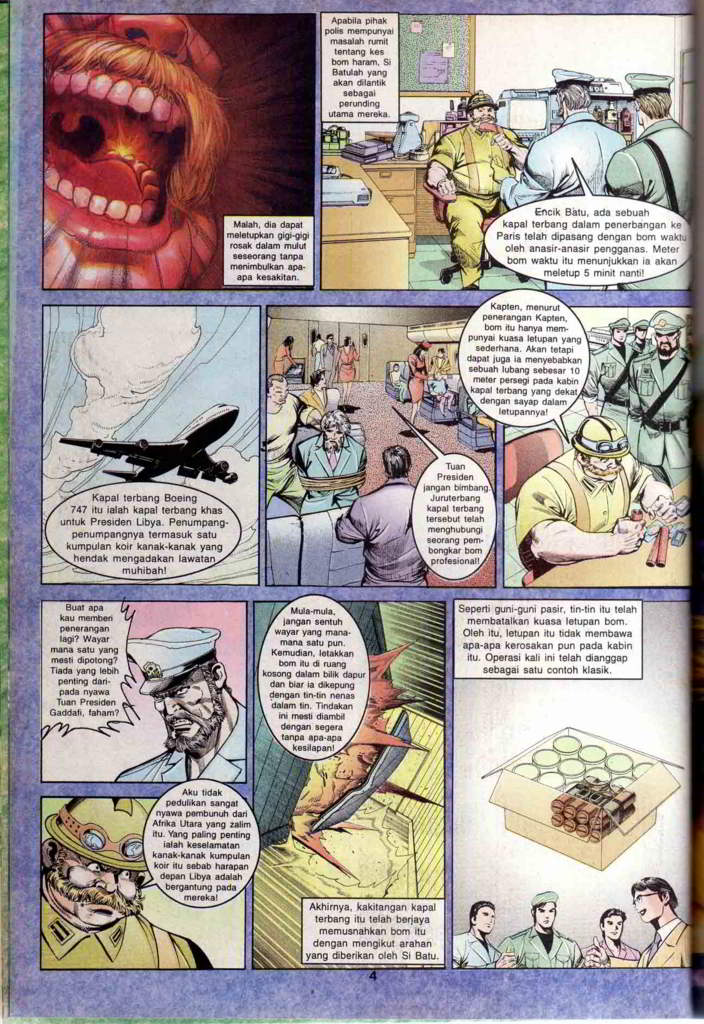 Malah, dia dapat
meletupkan gigi-gigi
rosak dalam mulut
seseorang tanpa
menimbulkan apa-
apa kesakitan.
Apabila pihak
polis mempunyai
masalah rumit
tentang kes
bom haram, Si
Batulah yang
akan dilantik
sebagai
perunding
utama mereka.
Encik Batu, ada sebuah
kapal terbang dalam penerbangan ke
Paris telah dipasang dengan bom waktu
oleh anasir-anasir pengganas. Meter
bom waktu itu menunjukkan ia akan
meletup 5 minit nanti!
Kapal terbang Boeing
747 itu ialah kapal terbang khas
untuk Presiden Libya. Penumpang-
penumpangnya termasuk satu
kumpulan koir kanak-kanak yang
hendak mengadakan lawatan
muhibah!
Tuan
Presiden
jangan bimbang.
Juruterbang
kapal terbang
tersebut telah
menghubungi
seorang pem-
bongkar bom
profesional!
Kapten, menurut
penerangan Kapten,
bom itu hanya mem-
punyai kuasa letupan yang
sederhana. Akan tetapi
dapat juga ia menyebabkan
sebuah lubang sebesar 10
meter persegi pada kabin
kapal terbang yang dekat
dengan sayap dalam
letupannya!
Buat apa
kau memberi
penerangan
lagi? Wayar
mana satu yang
mesti dipotong?
Tiada yang lebih
penting dari-
pada nyawa
Tuan Presiden
Gaddafi, faham?
Aku tidak
pedulikan sangat
nyawa pembunuh dari
Afrika Utara yang zalim
itu. Yang paling penting
ialah keselamatan
kanak-kanak kumpulan
koir itu sebab harapan
depan Libya adalah
bergantung pada
mereka!
Mula-mula,
jangan sentuh
wayar yang mana-
mana satu pun.
Kemudian, letakkan
bom itu di ruang
kosong dalam bilik dapur
dan biar ia dikepung
dengan tin-tin nenas
dalam tin. Tindakan
ini mesti diambil
dengan segera
tanpa apa-apa
kesilapan!
Akhirnya, kakitangan kapal
terbang itu telah berjaya
memusnahkan bom itu
dengan mengikut arahan
yang diberikan oleh Si Batu.
Seperti guni-guni pasir, tin-tin itu telah
membatalkan kuasa letupan bom.
Oleh itu, letupan itu tidak membawa
apa-apa kerosakan pun pada kabin
itu. Operasi kali ini telah dianggap
sebagai satu contoh klasik.
4